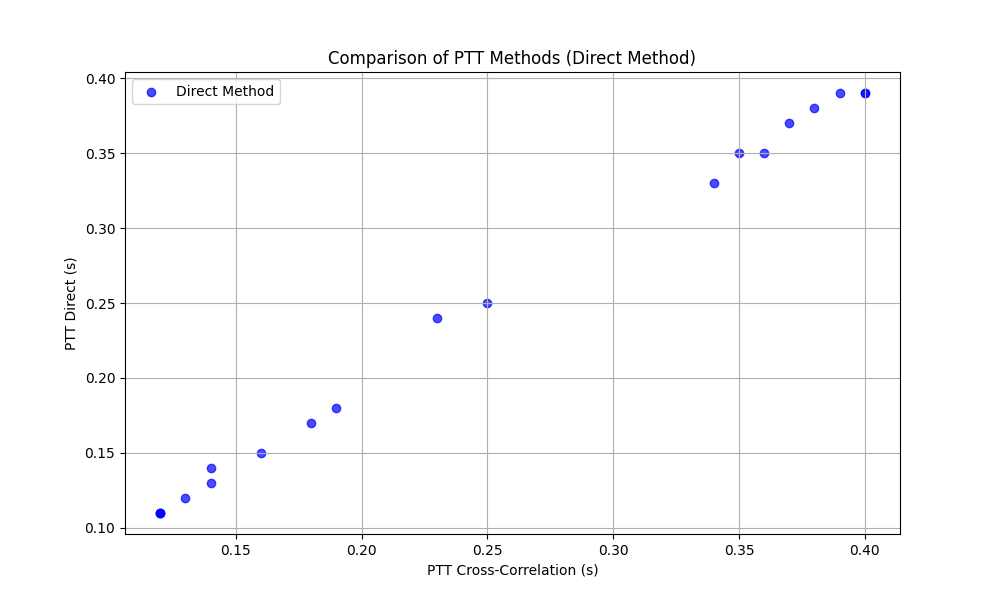 Comparison of PTT Methods (Direct Method)
Direct Method
0.40
0.35
0.30
0.25
0.20
0.15
0.10
PTT Direct (s)
0.15 0.20 0.25 0.30 0.35 0.40
PTT Cross-Correlation (s)